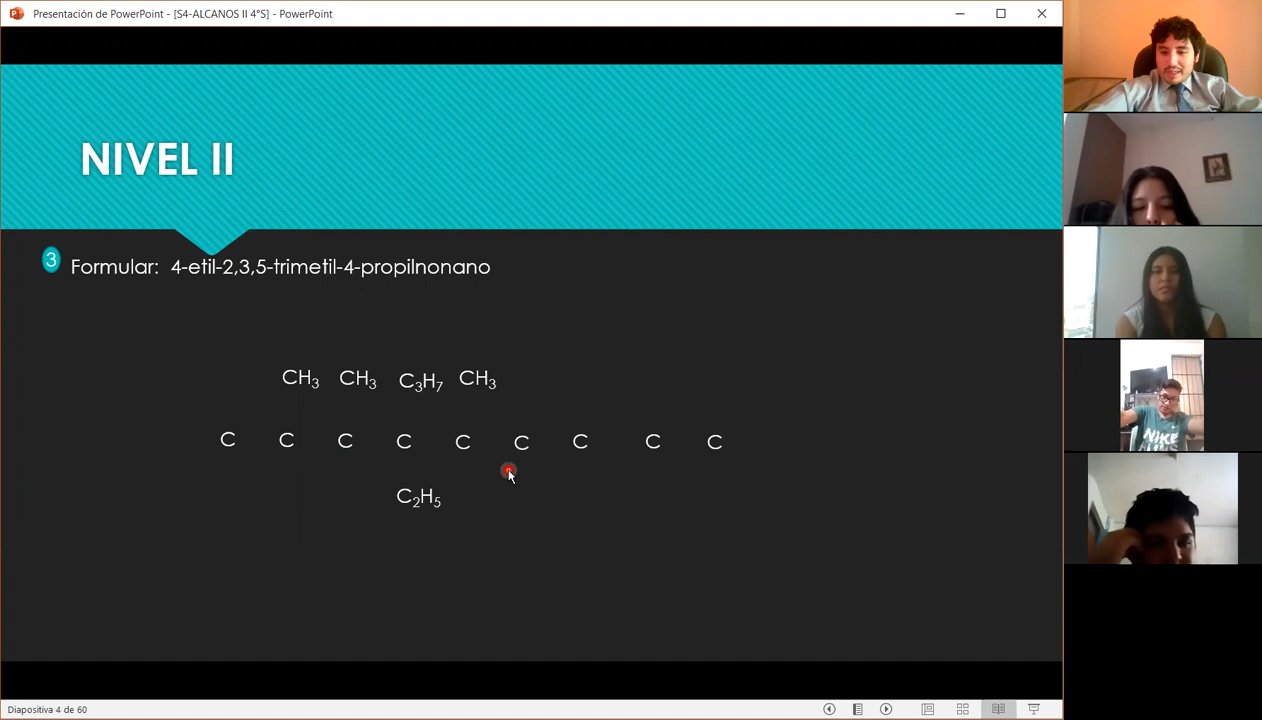 Presentación de PowerPoint - [S4-ALCANOS II 4°S] - PowerPoint
NIVEL II
3 Formular: 4-etil-2,3,5-trimetil-4-propilnonano
CH₃ CH₃ C₃H₇ CH₃
C C C C C C C C C
C₂H₅
NIKE
Diapositiva 4 de 60